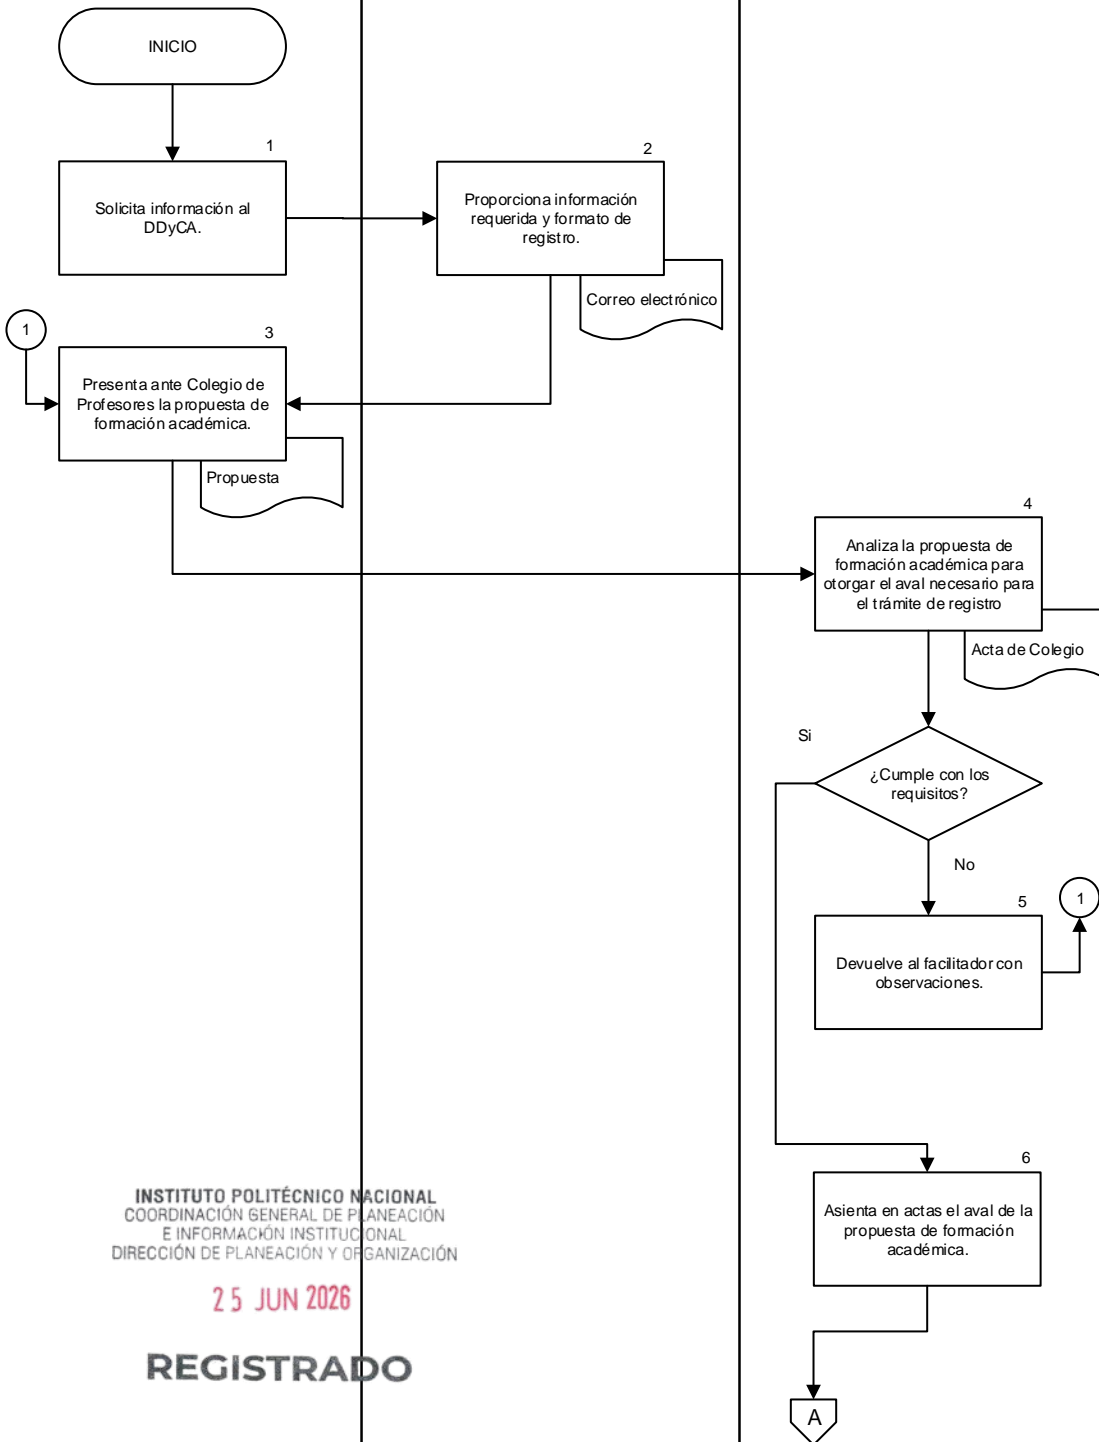 INICIO
1
Solicita información al
DDyCA.
2
Proporciona información
requerida y formato de
registro.
Correo electrónico
1
3
Presenta ante Colegio de
Profesores la propuesta de
formación académica.
Propuesta
4
Analiza la propuesta de
formación académica para
otorgar el aval necesario para
el trámite de registro
Acta de Colegio
Si
¿Cumple con los
requisitos?
No
5
1
Devuelve al facilitador con
observaciones.
6
Asienta en actas el aval de la
propuesta de formación
académica.
A
INSTITUTO POLITÉCNICO NACIONAL
COORDINACIÓN GENERAL DE PLANEACIÓN
E INFORMACIÓN INSTITUCIONAL
DIRECCIÓN DE PLANEACIÓN Y ORGANIZACIÓN
25 JUN 2026
REGISTRADO